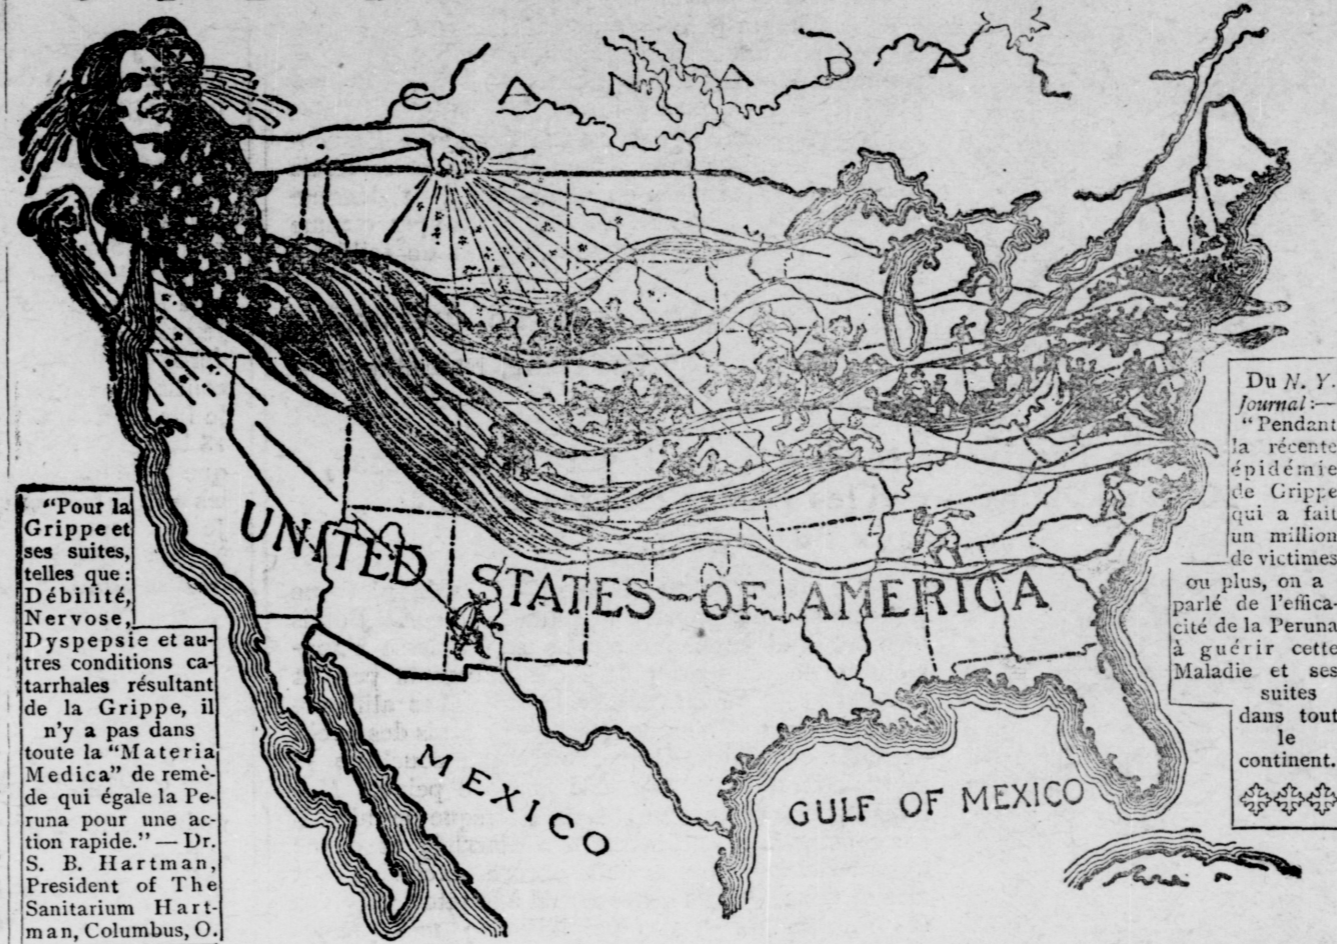 CANADA
UNITED STATES OF AMERICA
MEXICO
GULF OF MEXICO
“Pour la
Grippe et
ses suites,
telles que:
Débilité,
Nervose,
Dyspepsie et au-
tres conditions ca-
tarrhales résultant
de la Grippe, il
n'y a pas dans
toute la “Materia
Medica” de remè-
de qui égale la Pe-
runa pour une ac-
tion rapide.” — Dr.
S. B. Hartman,
President of The
Sanitarium Hart-
man, Columbus, O.
Du N. Y.
Journal:—
“Pendant
la récente
épidémie
de Grippe
qui a fait
un million
de victimes
ou plus, on a
parlé de l'effica-
cité de la Peruna
à guérir cette
Maladie et ses
suites
dans tout
le
continent.